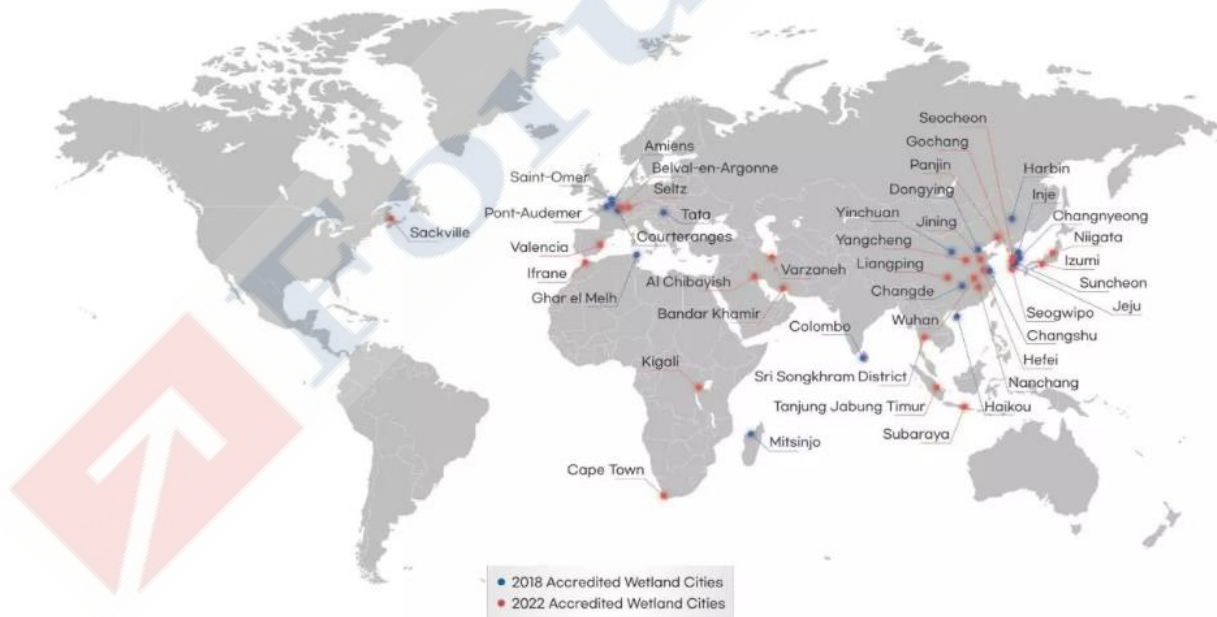 Seocheon
Gochang
Amiens
Panjin
Harbin
Saint-Omer
Belval-en-Argonne
Dongying
Inje
Seltz
Yinchuan
Jining
Changnyeong
Pont-Audemer
Tata
Sackville
Yangcheng
Niigata
Valencia
Courteranges
Liangping
Izumi
Ifrane
Al Chibayish
Varzaneh
Suncheon
Ghar el Melh
Changde
Jeju
Bandar Khamir
Colombo
Wuhan
Seogwipo
Changshu
Kigali
Hefei
Sri Songkhram District
Nanchang
Tanjung Jabung Timur
Haikou
Subaraya
Mitsinjo
Cape Town
2018 Accredited Wetland Cities
2022 Accredited Wetland Cities